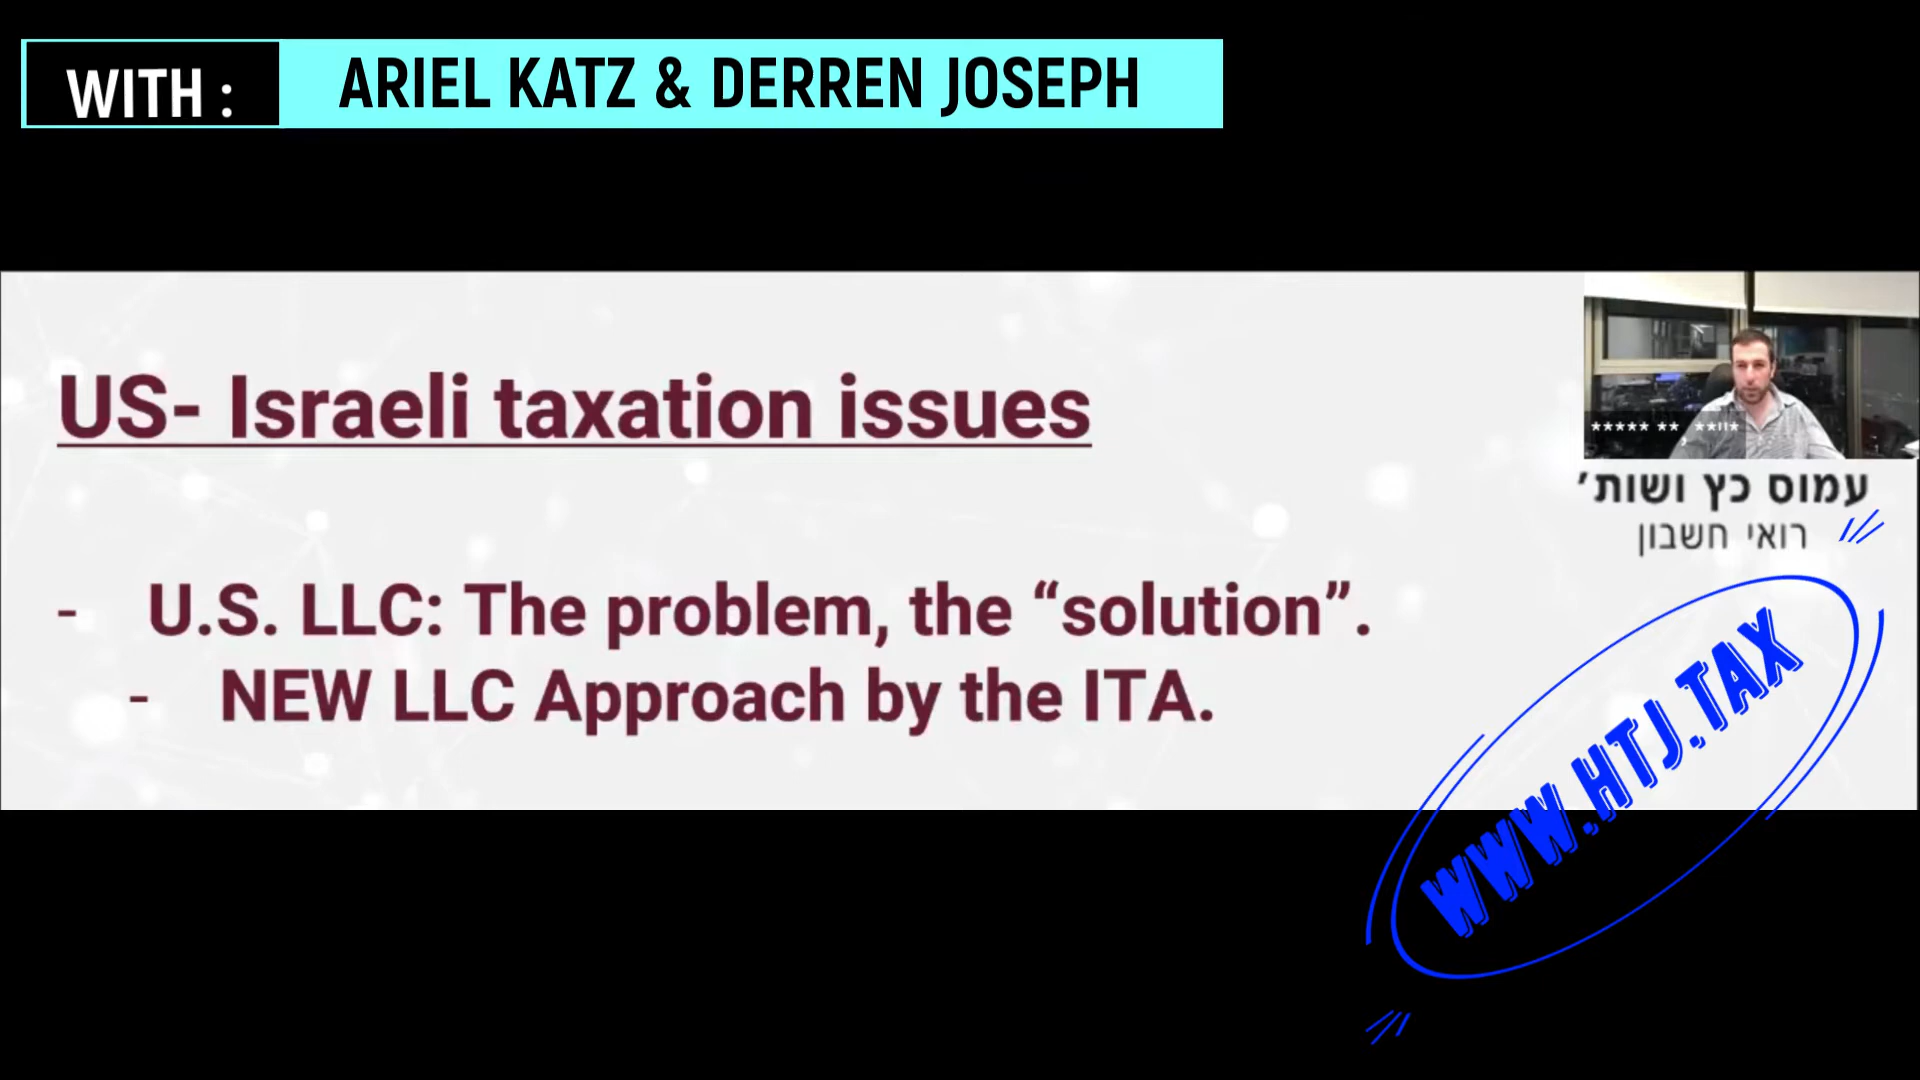 WITH :
ARIEL KATZ & DERREN JOSEPH
US- Israeli taxation issues
***** **
עמוס כץ ושות׳
רואי חשבון
- U.S. LLC: The problem, the “solution”.
- NEW LLC Approach by the ITA.
WWW.HTJ.TAX